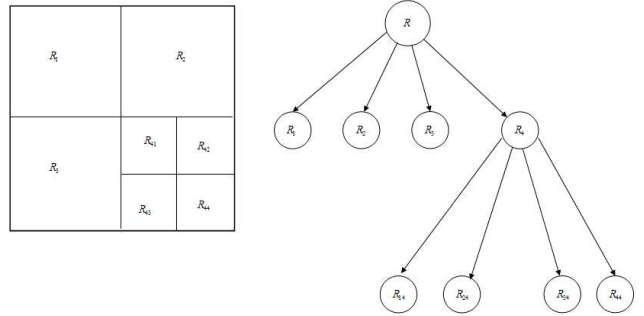 R₁ R₂
R₄₁ R₄₂
R₃
R₄₃ R₄₄
R
R₁ R₂ R₃ R₄
R₁₄ R₂₄ R₃₄ R₄₄